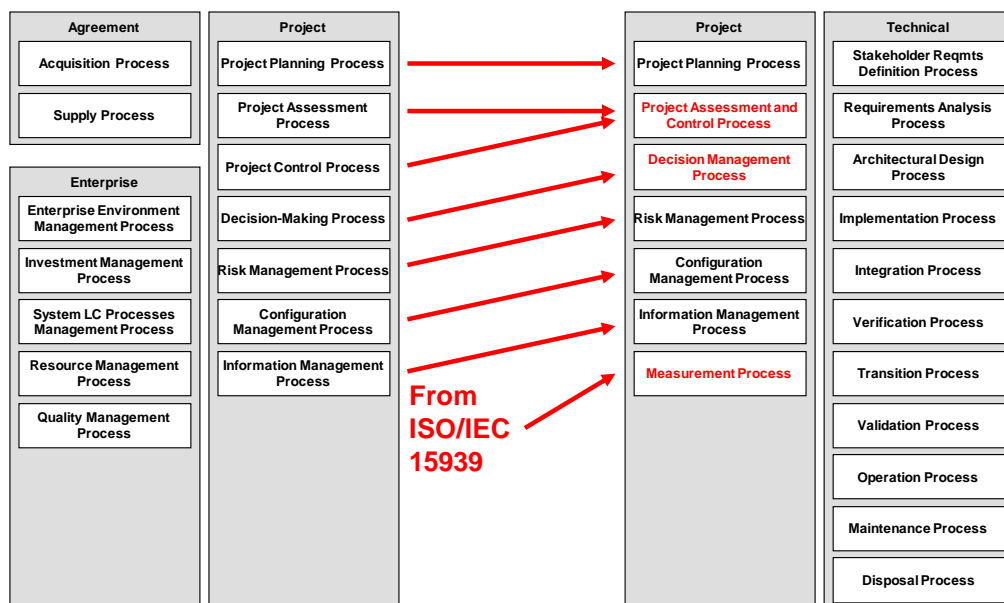 Agreement
Acquisition Process
Supply Process
Enterprise
Enterprise Environment
Management Process
Investment Management
Process
System LC Processes
Management Process
Resource Management
Process
Quality Management
Process
Project
Project Planning Process
Project Assessment
Process
Project Control Process
Decision-Making Process
Risk Management Process
Configuration
Management Process
Information Management
Process
From
ISO/IEC
15939
Project
Project Planning Process
Project Assessment and
Control Process
Decision Management
Process
Risk Management Process
Configuration
Management Process
Information Management
Process
Measurement Process
Technical
Stakeholder Reqmts
Definition Process
Requirements Analysis
Process
Architectural Design
Process
Implementation Process
Integration Process
Verification Process
Transition Process
Validation Process
Operation Process
Maintenance Process
Disposal Process